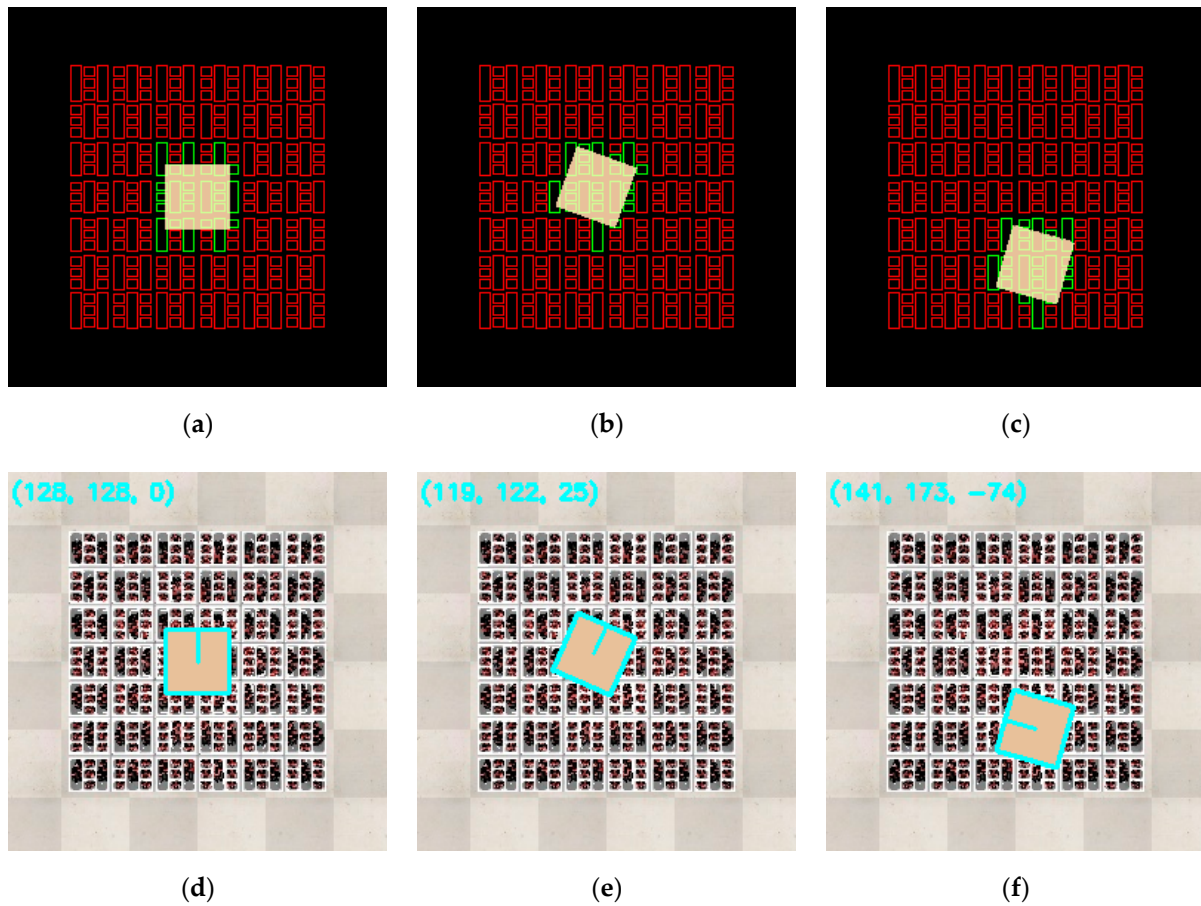 (a)
(b)
(c)
(128, 128, 0)
(119, 122, 25)
(141, 173, -74)
(d)
(e)
(f)